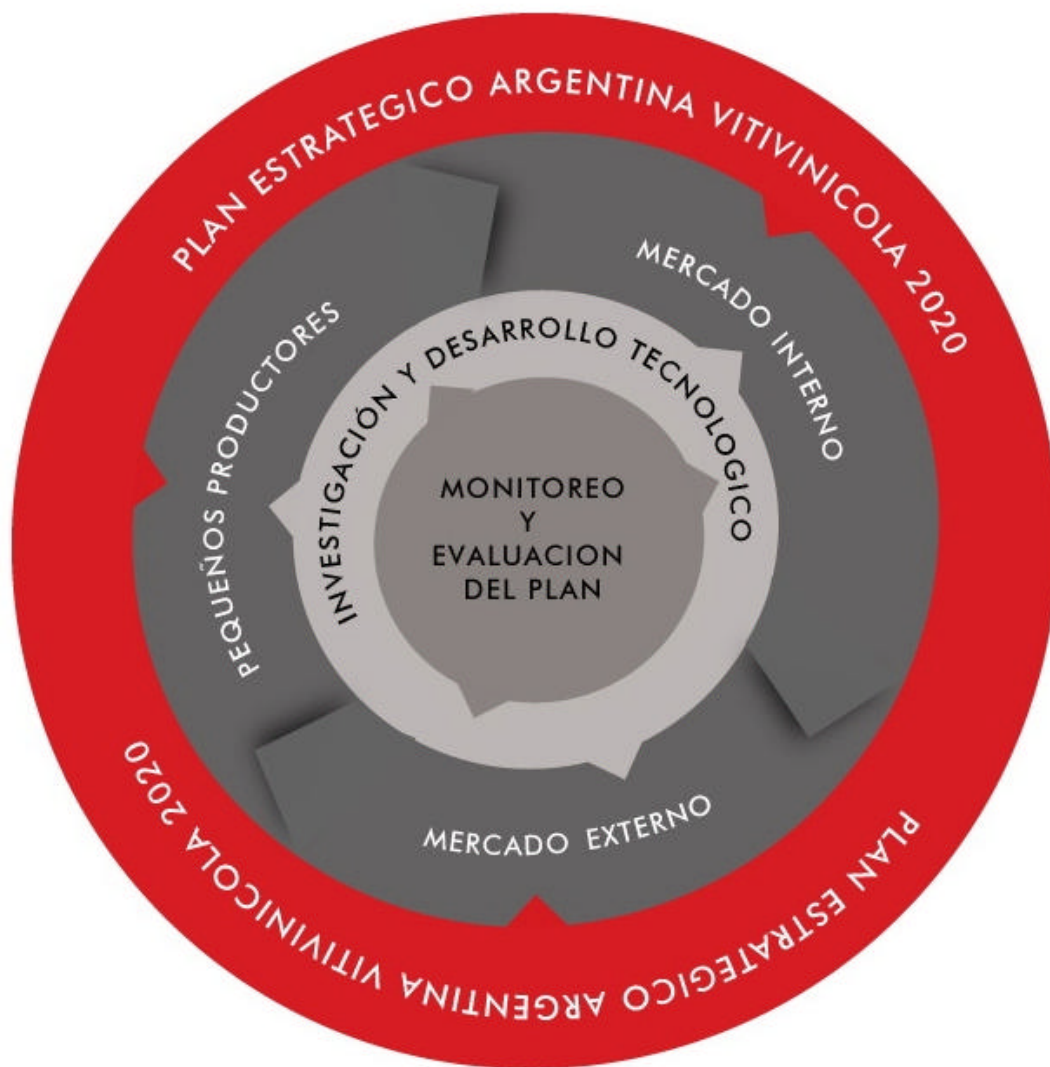 PLAN ESTRATEGICO ARGENTINA VITIVINICOLA 2020
MERCADO INTERNO
PEQUEÑOS PRODUCTORES
INVESTIGACIÓN Y DESARROLLO TECNOLOGICO
MONITOREO
Y
EVALUACION
DEL PLAN
MERCADO EXTERNO
PLAN ESTRATEGICO ARGENTINA VITIVINICOLA 2020